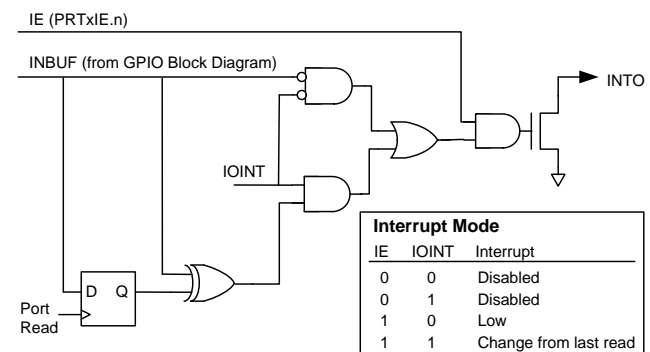 IE (PRTxIE.n)
INBUF (from GPIO Block Diagram)
INTO
IOINT
D Q
Port
Read
Interrupt Mode
IE IOINT Interrupt
0 0 Disabled
0 1 Disabled
1 0 Low
1 1 Change from last read